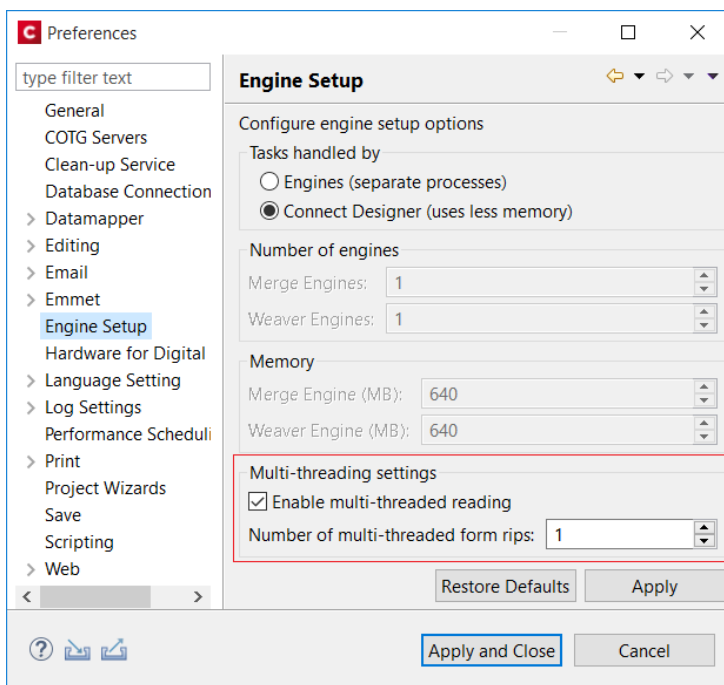 C Preferences
type filter text
General
COTG Servers
Clean-up Service
Database Connection
Datamapper
Editing
Email
Emmet
Engine Setup
Hardware for Digital
Language Setting
Log Settings
Performance Scheduli
Print
Project Wizards
Save
Scripting
Web
Engine Setup
Configure engine setup options
Tasks handled by
Engines (separate processes)
Connect Designer (uses less memory)
Number of engines
Merge Engines: 1
Weaver Engines: 1
Memory
Merge Engine (MB): 640
Weaver Engine (MB): 640
Multi-threading settings
Enable multi-threaded reading
Number of multi-threaded form rips: 1
Restore Defaults Apply
? Apply and Close Cancel